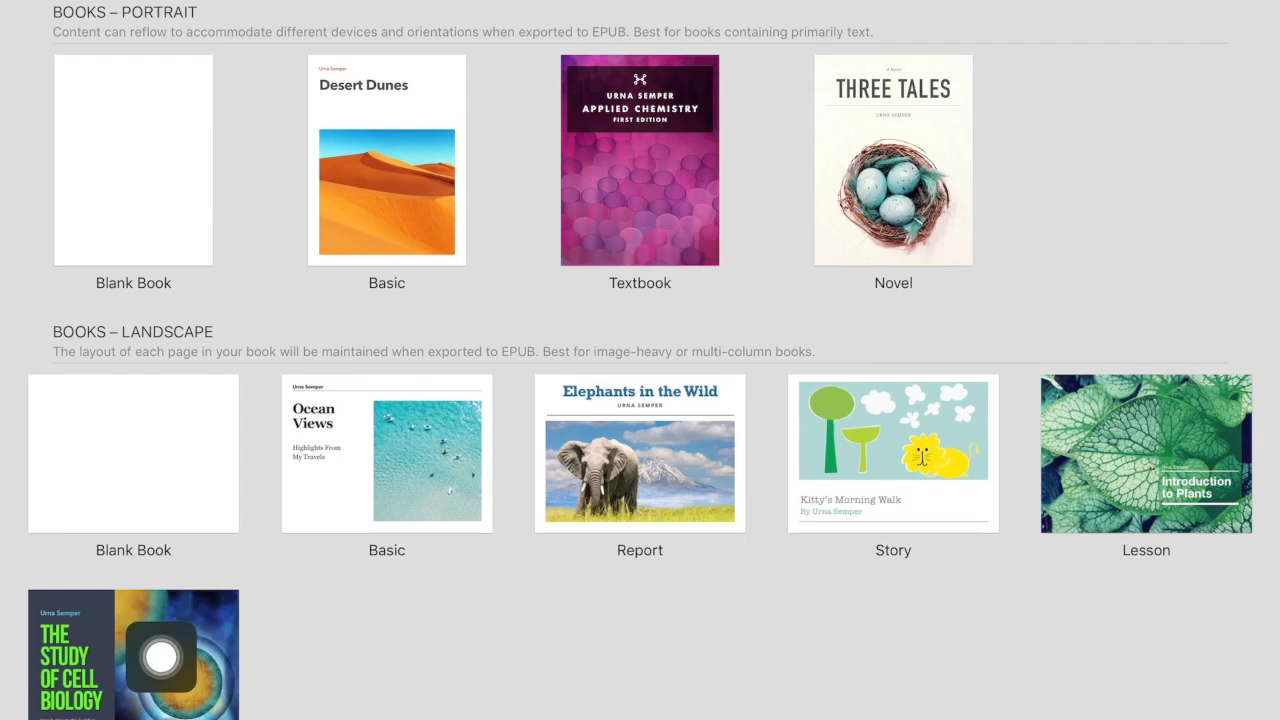 BOOKS – PORTRAIT
Content can reflow to accommodate different devices and orientations when exported to EPUB. Best for books containing primarily text.
Urna Semper
Desert Dunes
URNA SEMPER
APPLIED CHEMISTRY
FIRST EDITION
A Novel
THREE TALES
URNA SEMPER
Blank Book
Basic
Textbook
Novel
BOOKS – LANDSCAPE
The layout of each page in your book will be maintained when exported to EPUB. Best for image-heavy or multi-column books.
Urna Semper
Ocean
Views
Highlights From
My Travels
Elephants in the Wild
URNA SEMPER
Kitty's Morning Walk
By Urna Semper
Urna Semper
Introduction
to Plants
Blank Book
Basic
Report
Story
Lesson
Urna Semper
THE
STUDY
OF CELL
BIOLOGY